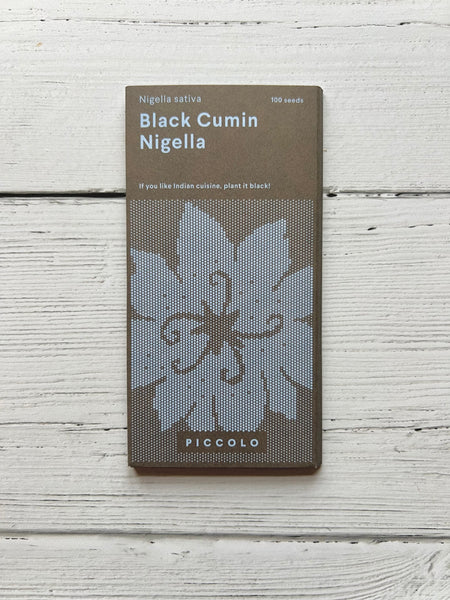 Nigella sativa 100 seeds
Black Cumin
Nigella
If you like Indian cuisine, plant it black!
PICCOLO